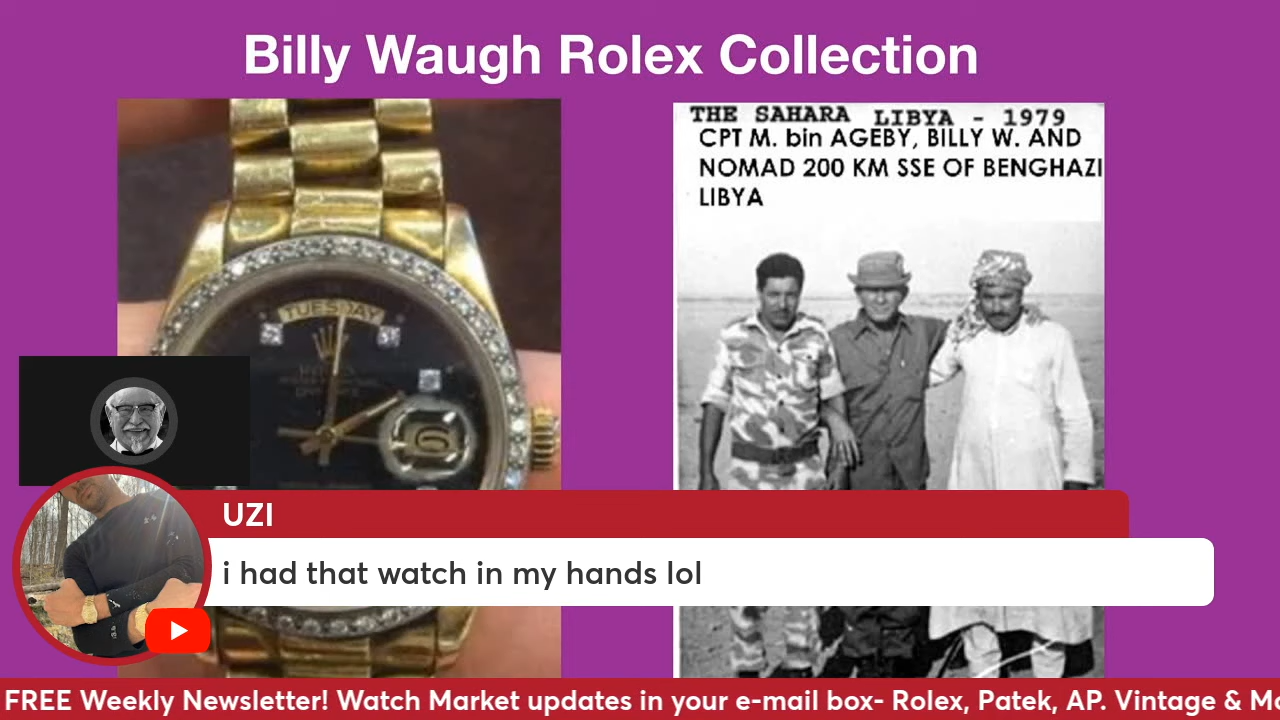 Billy Waugh Rolex Collection
THE SAHARA LIBYA - 1979
CPT M. bin AGEBY, BILLY W. AND
NOMAD 200 KM SSE OF BENGHAZI
LIBYA
TUESDAY
6
UZI
i had that watch in my hands lol
FREE Weekly Newsletter! Watch Market updates in your e-mail box- Rolex, Patek, AP. Vintage &